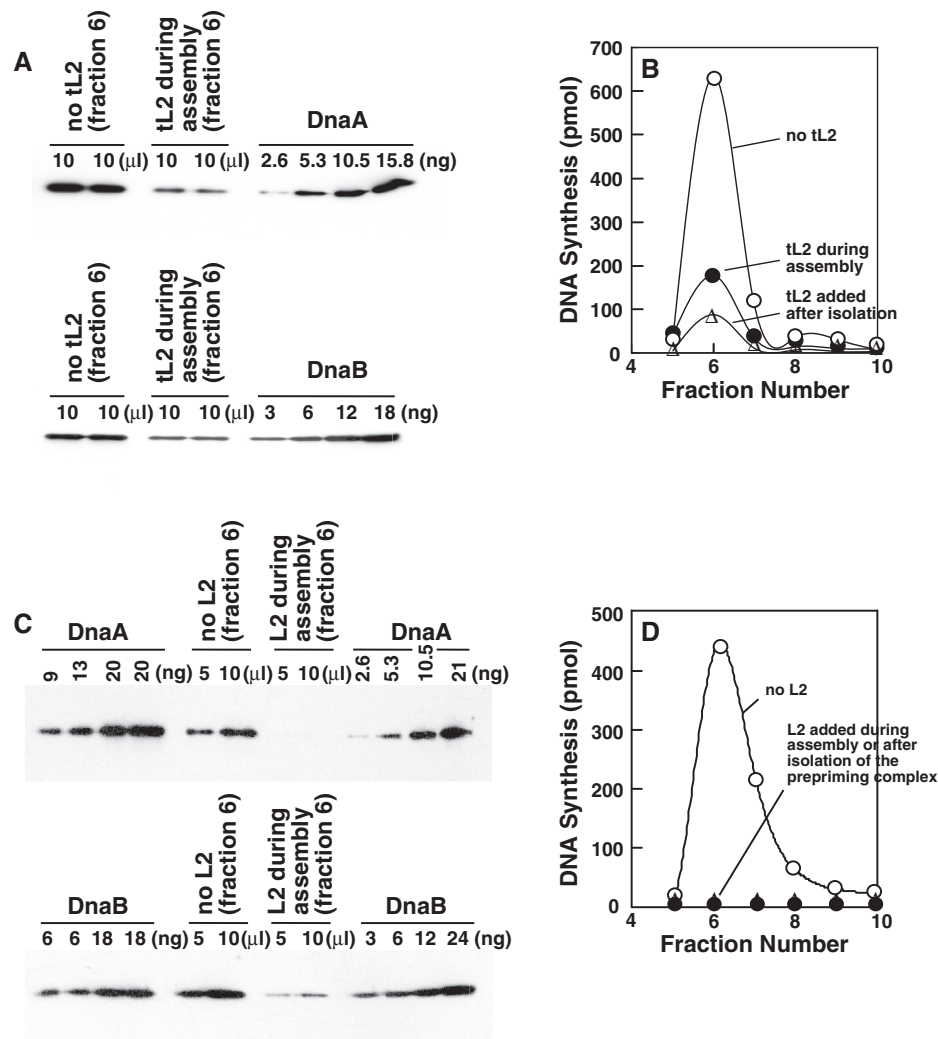 A
no tL2
(fraction 6)
tL2 during
assembly
(fraction 6)
DnaA
10 10 (μl) 10 10 (μl) 2.6 5.3 10.5 15.8 (ng)
no tL2
(fraction 6)
tL2 during
assembly
(fraction 6)
DnaB
10 10 (μl) 10 10 (μl) 3 6 12 18 (ng)
B
DNA Synthesis (pmol)
700
600
500
400
300
200
100
0
no tL2
tL2 during
assembly
tL2 added
after isolation
4 6 8 10
Fraction Number
C
DnaA
no L2
(fraction 6)
L2 during
assembly
(fraction 6)
DnaA
9 13 20 20 (ng) 5 10 (μl) 5 10 (μl) 2.6 5.3 10.5 21 (ng)
DnaB
no L2
(fraction 6)
L2 during
assembly
(fraction 6)
DnaB
6 6 18 18 (ng) 5 10 (μl) 5 10 (μl) 3 6 12 24 (ng)
D
DNA Synthesis (pmol)
500
400
300
200
100
0
no L2
L2 added during
assembly or after
isolation of the
prepriming complex
4 6 8 10
Fraction Number